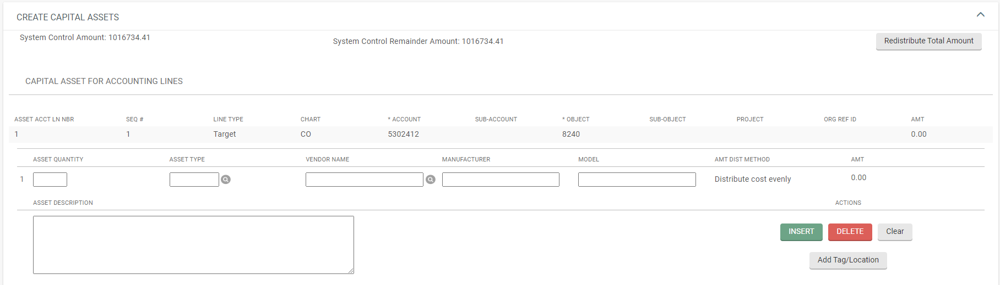 CREATE CAPITAL ASSETS
System Control Amount: 1016734.41
System Control Remainder Amount: 1016734.41
Redistribute Total Amount
CAPITAL ASSET FOR ACCOUNTING LINES
ASSET ACCT LN NBR SEQ # LINE TYPE CHART * ACCOUNT SUB-ACCOUNT * OBJECT SUB-OBJECT PROJECT ORG REF ID AMT
1 1 Target CO 5302412 8240 0.00
ASSET QUANTITY ASSET TYPE VENDOR NAME MANUFACTURER MODEL AMT DIST METHOD AMT
1 Distribute cost evenly 0.00
ASSET DESCRIPTION ACTIONS
INSERT DELETE Clear
Add Tag/Location